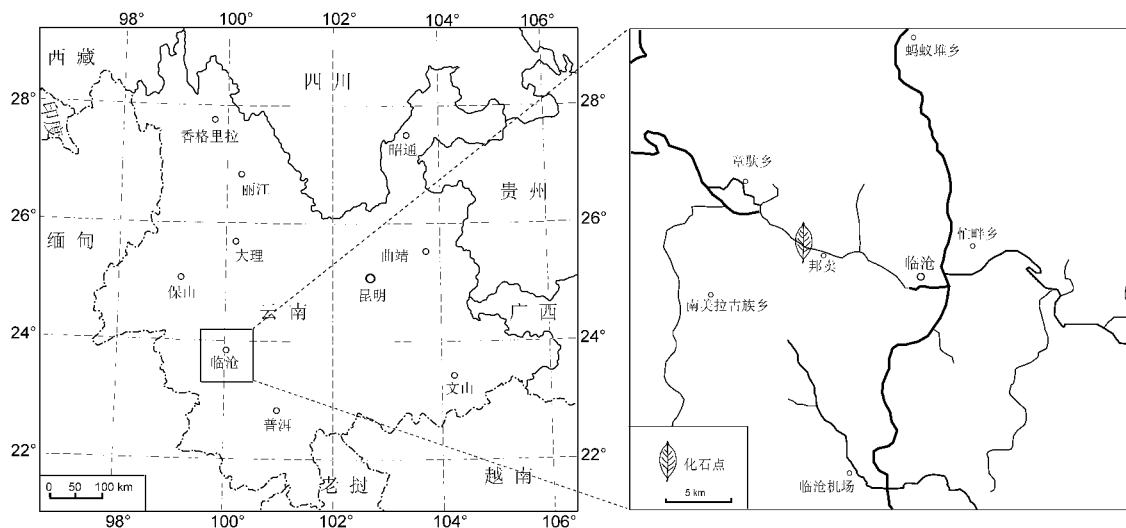 98° 100° 102° 104° 106°
西 藏
四 川
28°
28°
印度
香格里拉
昭通
丽江
贵 州
26°
26°
缅 甸
大理
曲靖
保山
昆明
云 南
广 西
24°
24°
临沧
文山
普洱
22°
22°
老 挝
越 南
0 50 100 km
98° 100° 102° 104° 106°
蚂蚁堆乡
章驮乡
忙畔乡
邦卖
临沧
南美拉古族乡
化石点
临沧机场
5 km